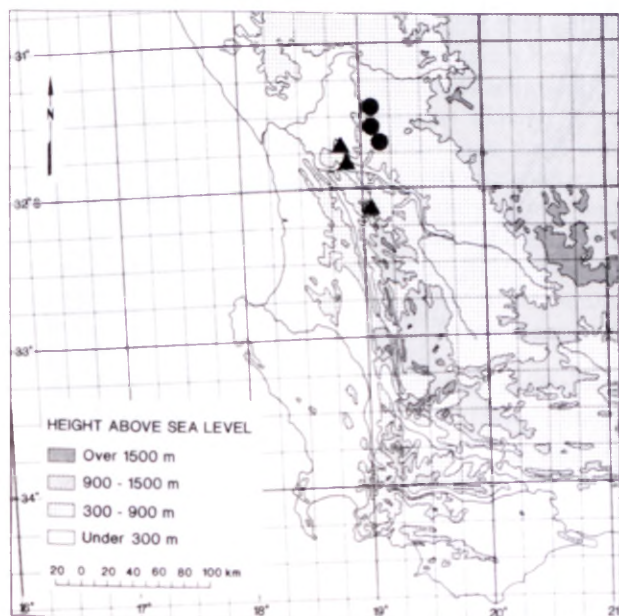 31°
N
32°S
33°
HEIGHT ABOVE SEA LEVEL
Over 1500 m
900 - 1500 m
300 - 900 m
Under 300 m
34°
20 0 20 40 60 80 100 km
16° 17° 18° 19° 20° 21°